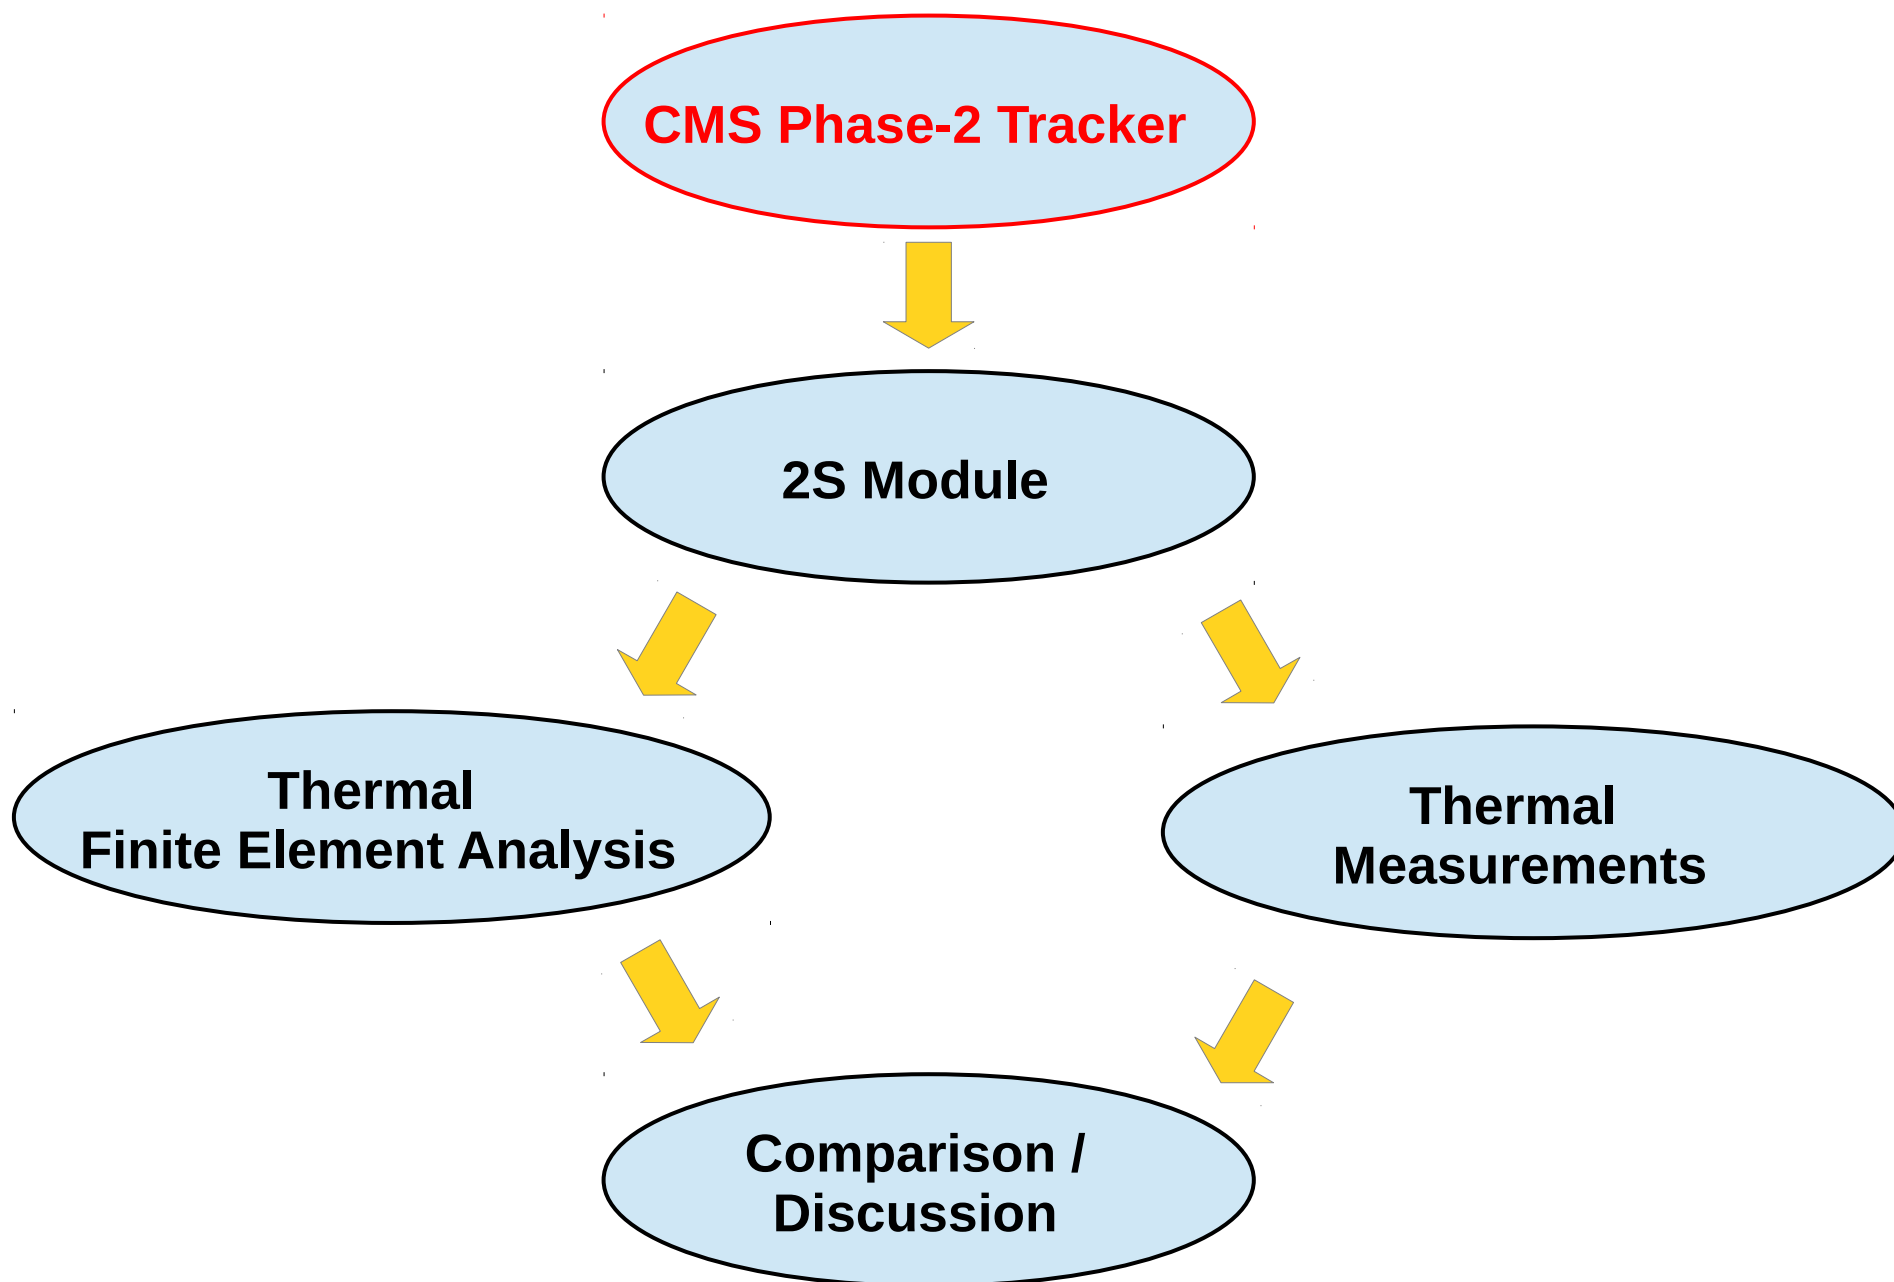 CMS Phase-2 Tracker
2S Module
Thermal
Finite Element Analysis
Thermal
Measurements
Comparison /
Discussion